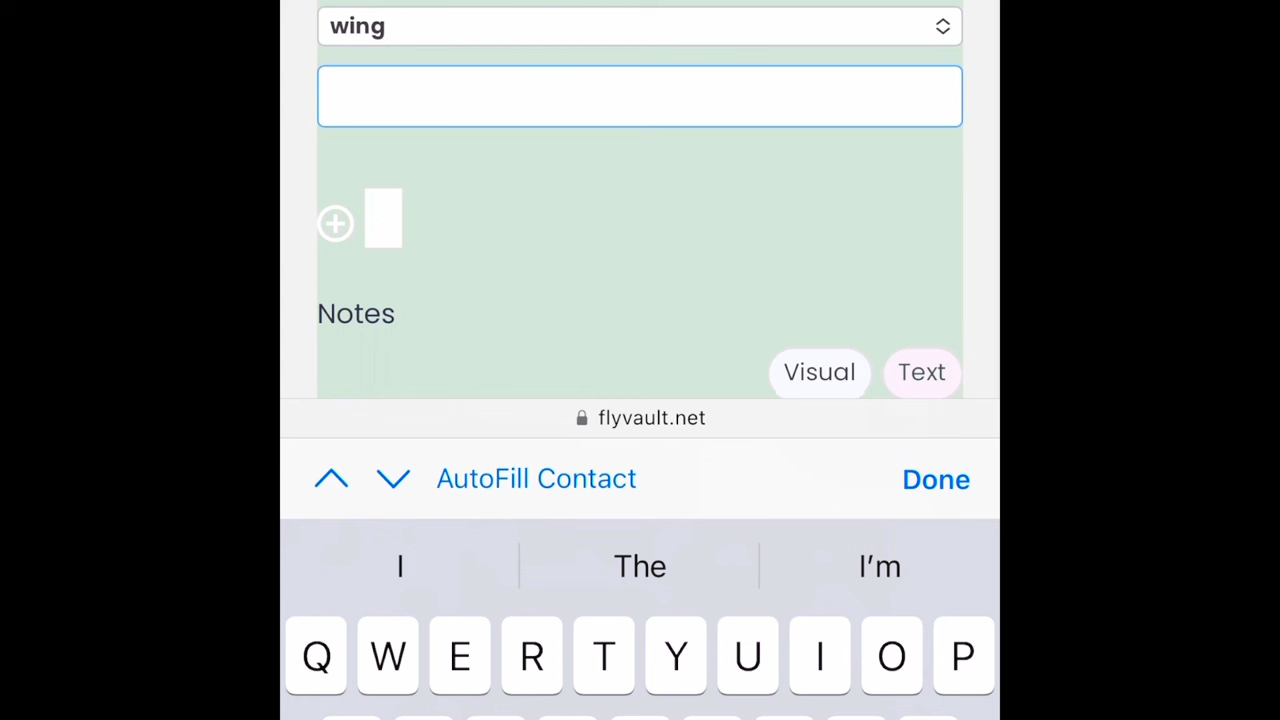 wing
Notes
Visual Text
flyvault.net
AutoFill Contact Done
I The I'm
Q W E R T Y U I O P